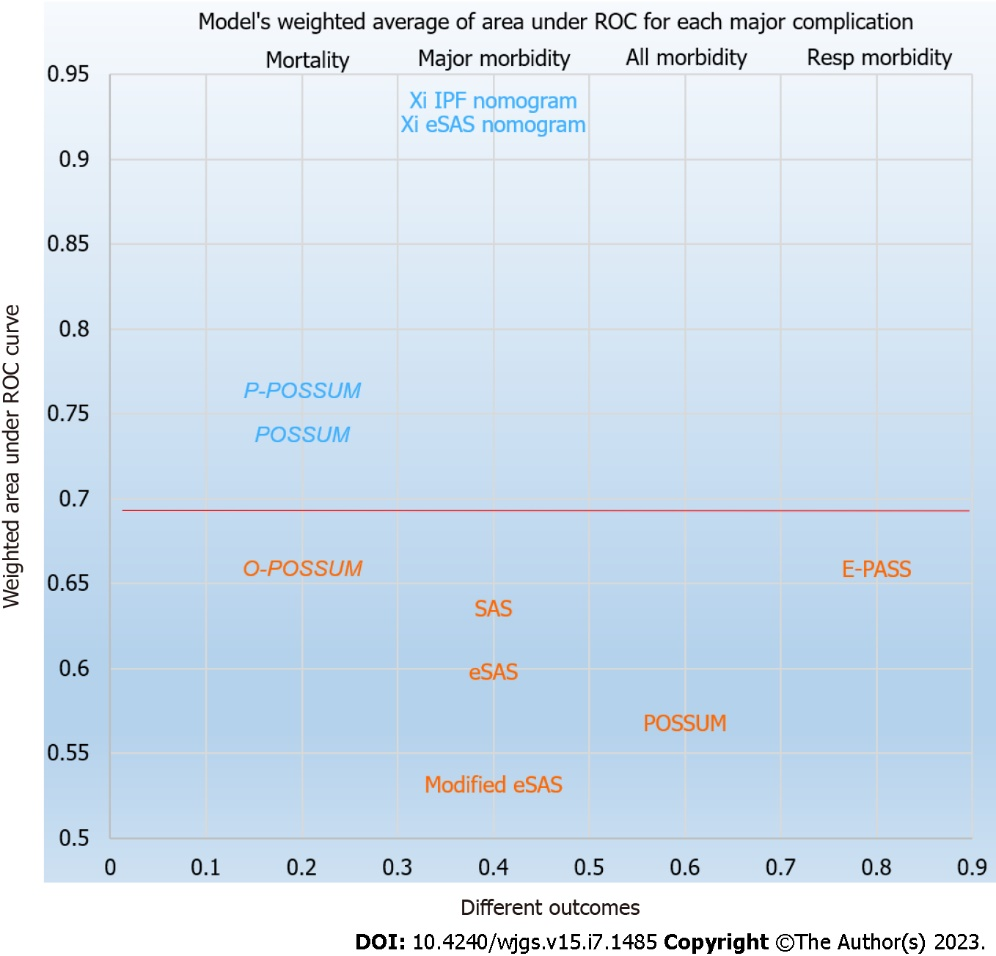 Model's weighted average of area under ROC for each major complication
Mortality Major morbidity All morbidity Resp morbidity
0.95
Xi IPF nomogram
Xi eSAS nomogram
0.9
0.85
0.8
P-POSSUM
0.75
POSSUM
0.7
O-POSSUM E-PASS
0.65
SAS
0.6
eSAS
POSSUM
0.55
Modified eSAS
0.5
0 0.1 0.2 0.3 0.4 0.5 0.6 0.7 0.8 0.9
Weighted area under ROC curve
Different outcomes
DOI: 10.4240/wjgs.v15.i7.1485 Copyright ©The Author(s) 2023.